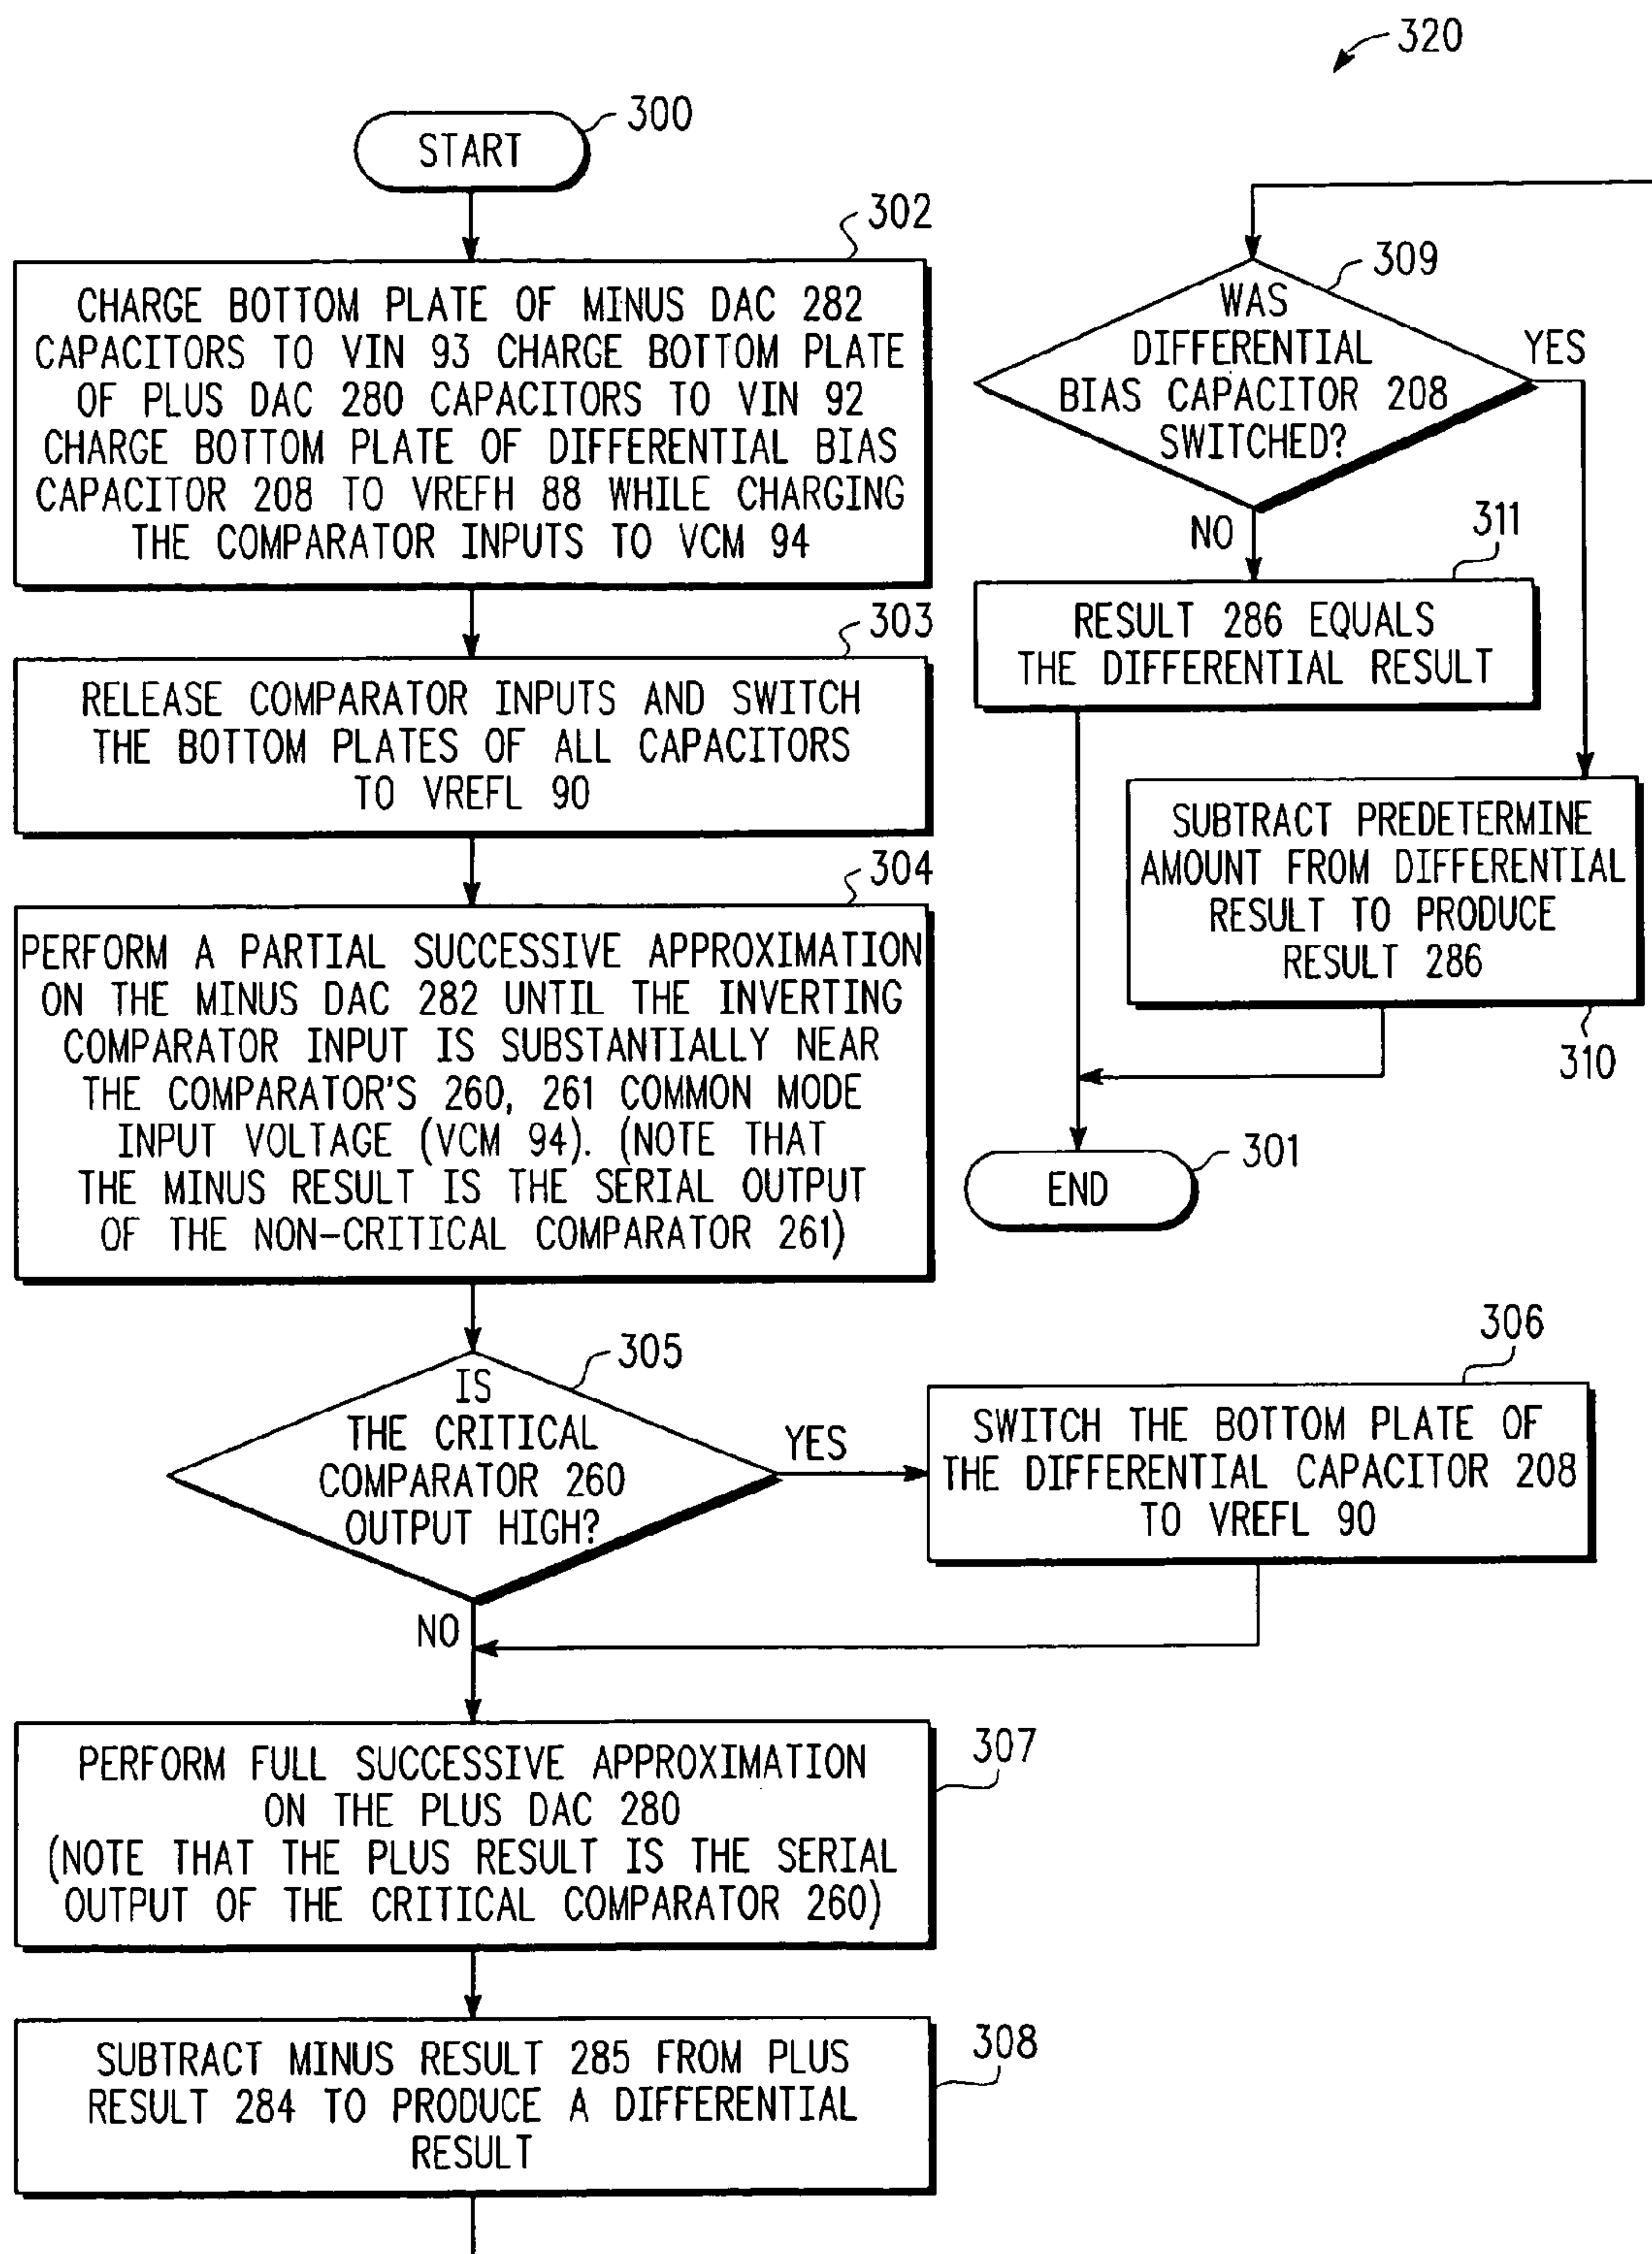 320
300
START
302
CHARGE BOTTOM PLATE OF MINUS DAC 282
CAPACITORS TO VIN 93 CHARGE BOTTOM PLATE
OF PLUS DAC 280 CAPACITORS TO VIN 92
CHARGE BOTTOM PLATE OF DIFFERENTIAL BIAS
CAPACITOR 208 TO VREFH 88 WHILE CHARGING
THE COMPARATOR INPUTS TO VCM 94
303
RELEASE COMPARATOR INPUTS AND SWITCH
THE BOTTOM PLATES OF ALL CAPACITORS
TO VREFL 90
304
PERFORM A PARTIAL SUCCESSIVE APPROXIMATION
ON THE MINUS DAC 282 UNTIL THE INVERTING
COMPARATOR INPUT IS SUBSTANTIALLY NEAR
THE COMPARATOR'S 260, 261 COMMON MODE
INPUT VOLTAGE (VCM 94). (NOTE THAT
THE MINUS RESULT IS THE SERIAL OUTPUT
OF THE NON-CRITICAL COMPARATOR 261)
305
IS
THE CRITICAL
COMPARATOR 260
OUTPUT HIGH?
YES
NO
306
SWITCH THE BOTTOM PLATE OF
THE DIFFERENTIAL CAPACITOR 208
TO VREFL 90
307
PERFORM FULL SUCCESSIVE APPROXIMATION
ON THE PLUS DAC 280
(NOTE THAT THE PLUS RESULT IS THE SERIAL
OUTPUT OF THE CRITICAL COMPARATOR 260)
308
SUBTRACT MINUS RESULT 285 FROM PLUS
RESULT 284 TO PRODUCE A DIFFERENTIAL
RESULT
309
WAS
DIFFERENTIAL
BIAS CAPACITOR 208
SWITCHED?
YES
NO
311
RESULT 286 EQUALS
THE DIFFERENTIAL RESULT
SUBTRACT PREDETERMINE
AMOUNT FROM DIFFERENTIAL
RESULT TO PRODUCE
RESULT 286
310
301
END